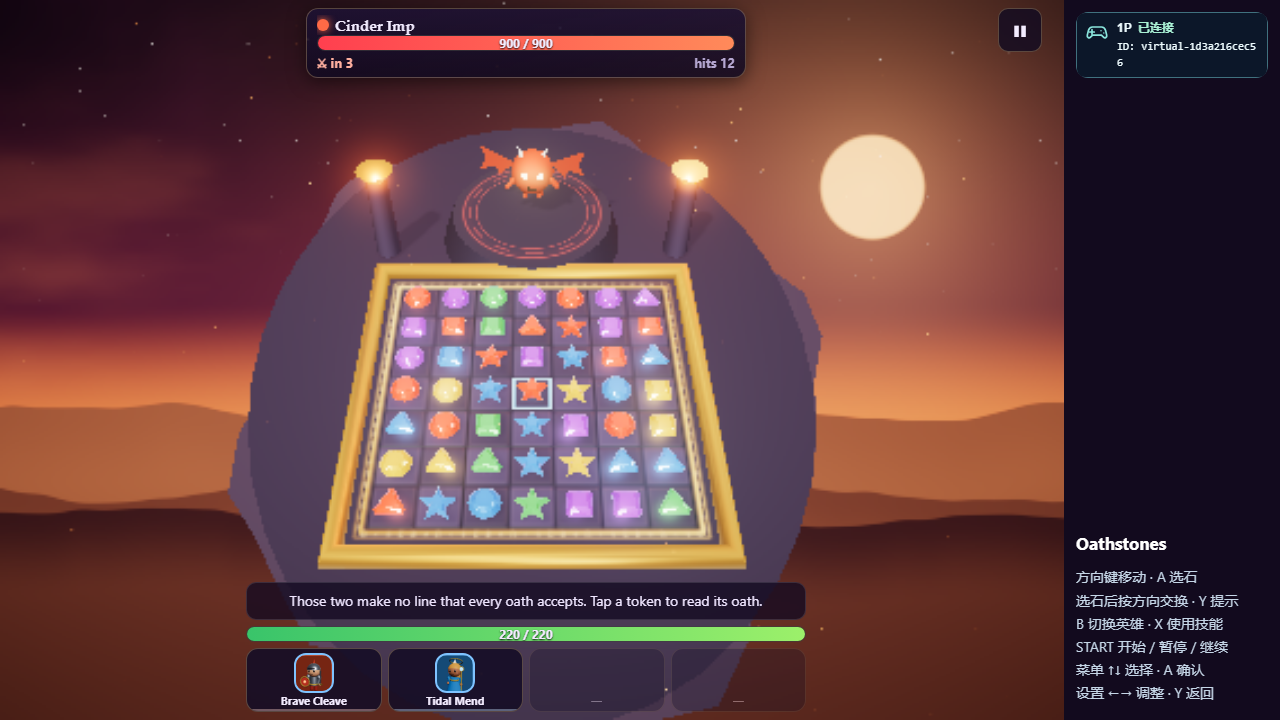 Cinder Imp
900 / 900
in 3
hits 12
Those two make no line that every oath accepts. Tap a token to read its oath.
220 / 220
Brave Cleave
Tidal Mend
—
—
1P 已连接
ID: virtual-1d3a216cec5
6
Oathstones
方向键移动 · A 选石
选石后按方向交换 · Y 提示
B 切换英雄 · X 使用技能
START 开始 / 暂停 / 继续
菜单 ↑↓ 选择 · A 确认
设置 ←→ 调整 · Y 返回